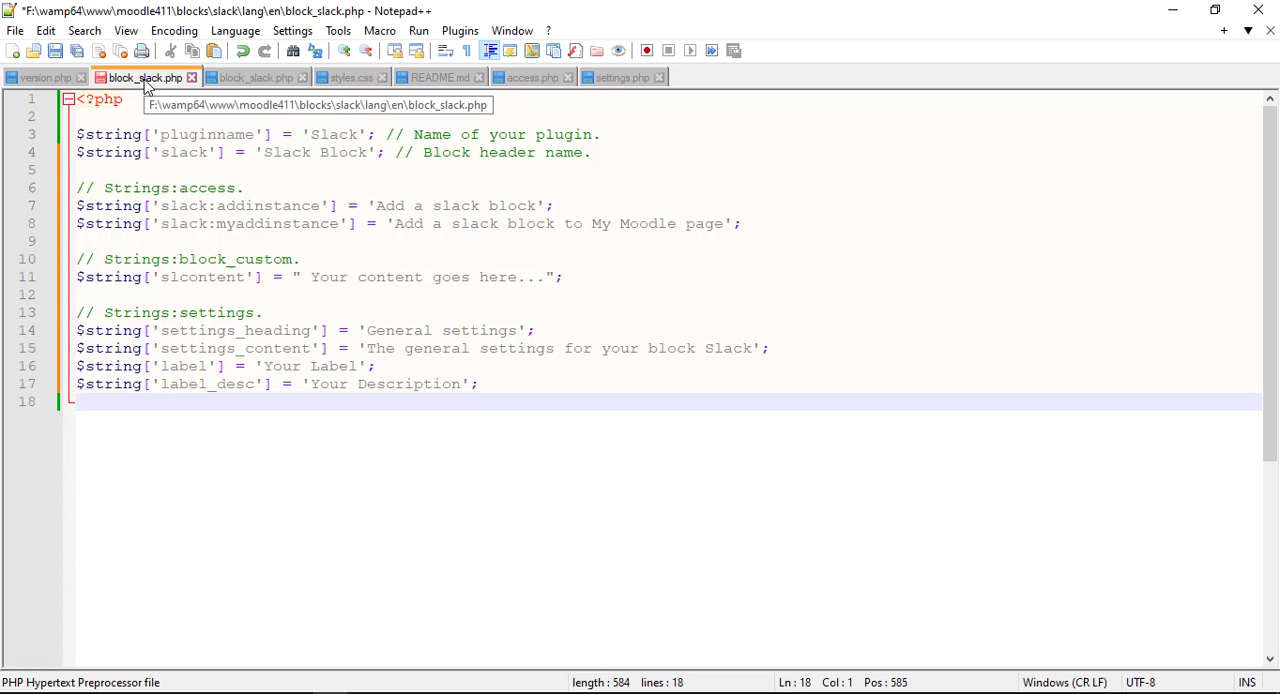 *F:\wamp64\www\moodle411\blocks\slack\lang\en\block_slack.php - Notepad++
File Edit Search View Encoding Language Settings Tools Macro Run Plugins Window ?
version.php block_slack.php block_slack.php styles.css README.md access.php settings.php
F:\wamp64\www\moodle411\blocks\slack\lang\en\block_slack.php
1 <?php
2
3 $string['pluginname'] = 'Slack'; // Name of your plugin.
4 $string['slack'] = 'Slack Block'; // Block header name.
5
6 // Strings:access.
7 $string['slack:addinstance'] = 'Add a slack block';
8 $string['slack:myaddinstance'] = 'Add a slack block to My Moodle page';
9
10 // Strings:block_custom.
11 $string['slcontent'] = " Your content goes here...";
12
13 // Strings:settings.
14 $string['settings_heading'] = 'General settings';
15 $string['settings_content'] = 'The general settings for your block Slack';
16 $string['label'] = 'Your Label';
17 $string['label_desc'] = 'Your Description';
18
PHP Hypertext Preprocessor file length : 584 lines : 18 Ln : 18 Col : 1 Pos : 585 Windows (CR LF) UTF-8 INS